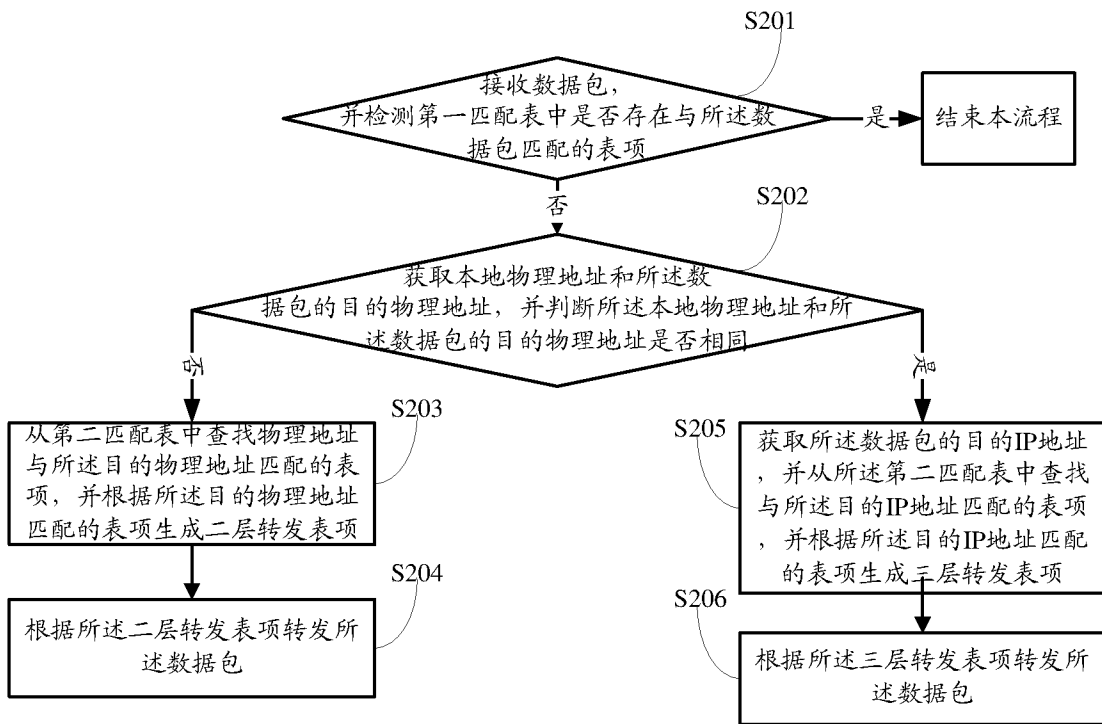 S201
接收数据包，
并检测第一匹配表中是否存在与所述数
据包匹配的表项
是
结束本流程
否
S202
获取本地物理地址和所述数
据包的目的物理地址，并判断所述本地物理地址和所
述数据包的目的物理地址是否相同
否
是
S203
从第二匹配表中查找物理地址
与所述目的物理地址匹配的表
项，并根据所述目的物理地址
匹配的表项生成二层转发表项
S205
获取所述数据包的目的IP地址
，并从所述第二匹配表中查找
与所述目的IP地址匹配的表项
，并根据所述目的IP地址匹配
的表项生成三层转发表项
S204
根据所述二层转发表项转发所
述数据包
S206
根据所述三层转发表项转发所
述数据包